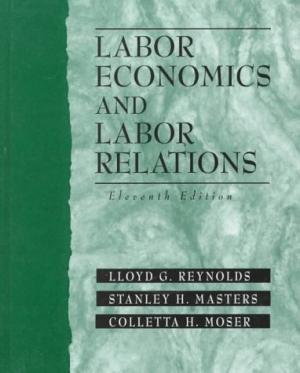 LABOR
ECONOMICS
AND
LABOR
RELATIONS
Eleventh Edition
LLOYD G. REYNOLDS
STANLEY H. MASTERS
COLLETTA H. MOSER